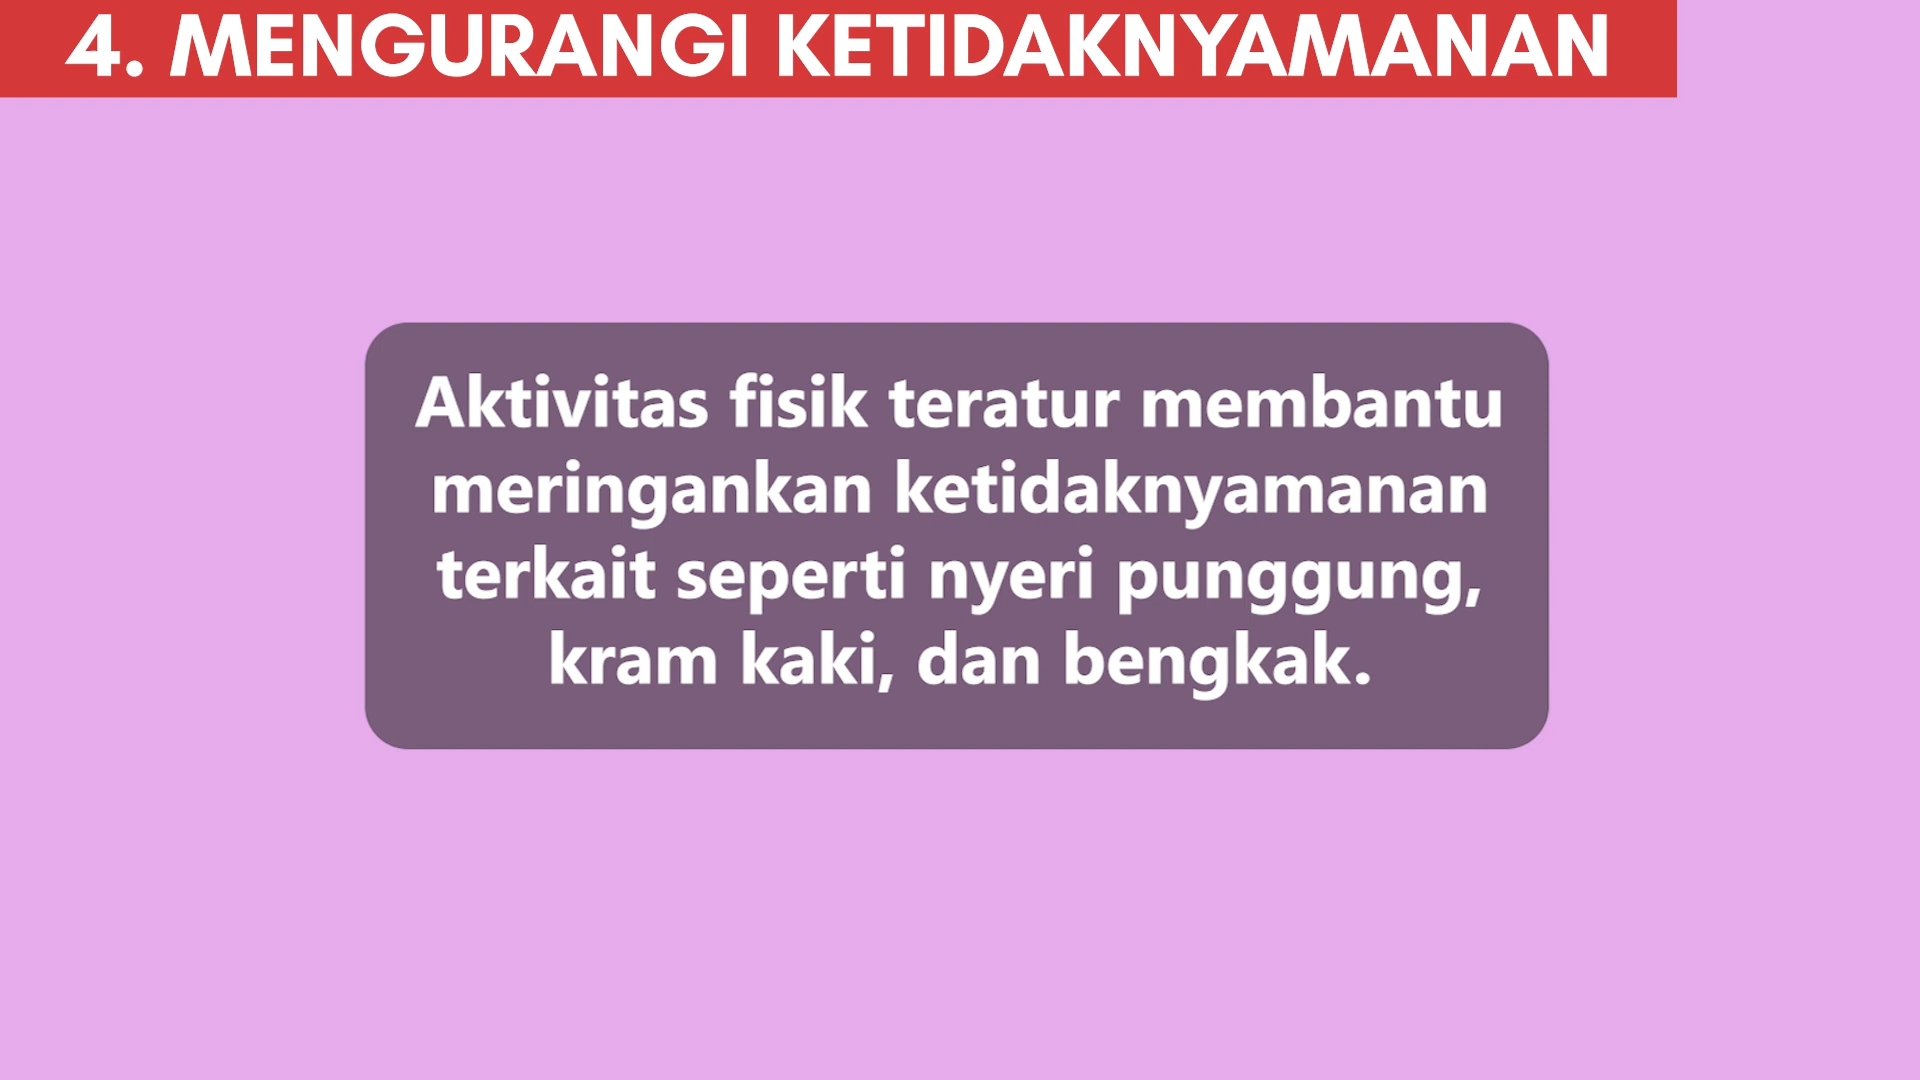 4. MENGURANGI KETIDAKNYAMANAN
Aktivitas fisik teratur membantu
meringankan ketidaknyamanan
terkait seperti nyeri punggung,
kram kaki, dan bengkak.